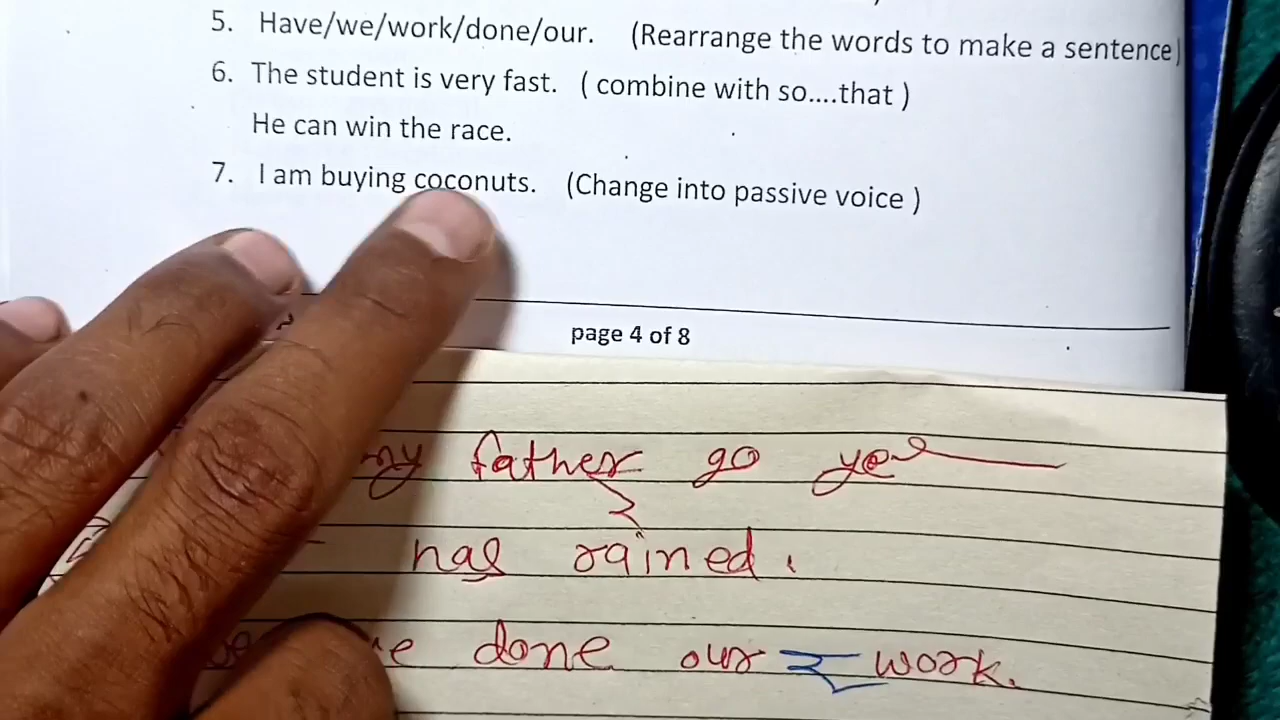 5. Have/we/work/done/our. (Rearrange the words to make a sentence)
6. The student is very fast. ( combine with so....that )
He can win the race.
7. I am buying coconuts. (Change into passive voice )
page 4 of 8
my father go
has rained.
done our work.